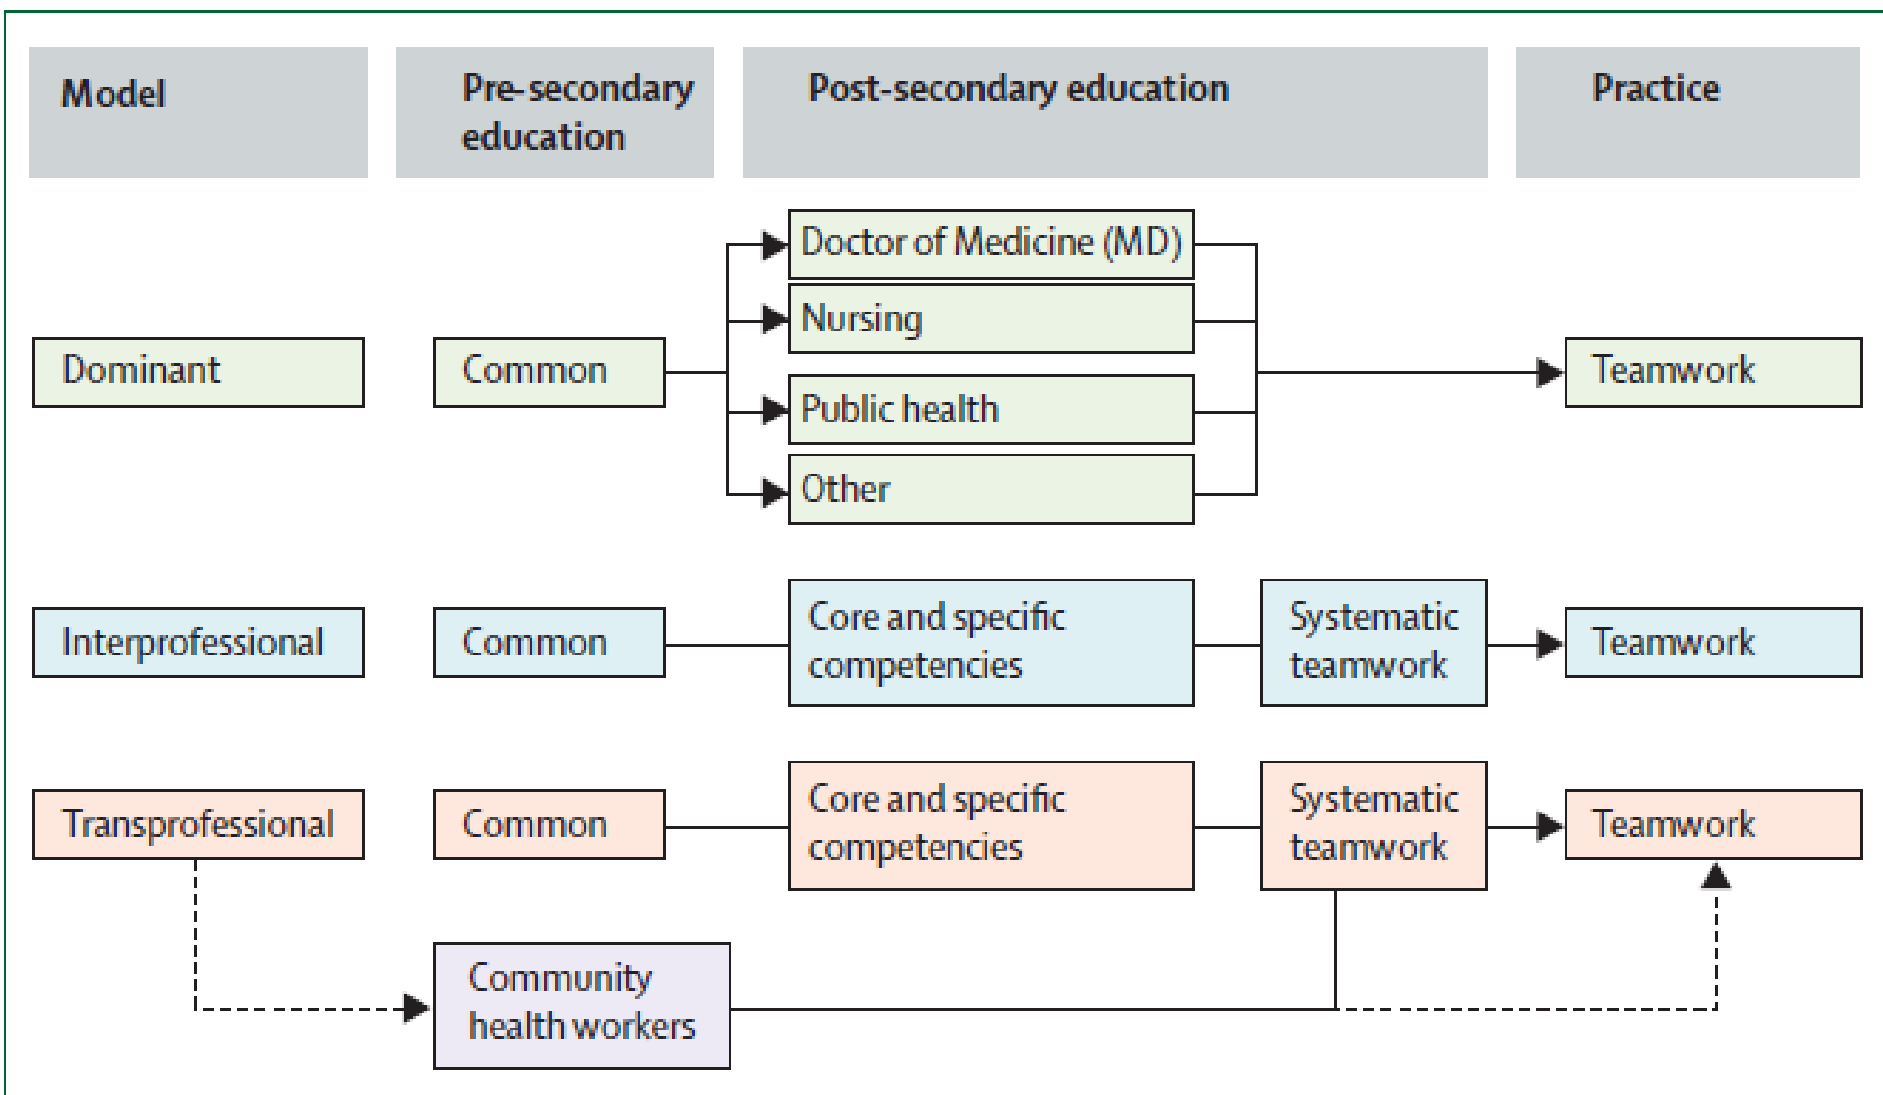 Model
Pre-secondary
education
Post-secondary education
Practice
Doctor of Medicine (MD)
Nursing
Dominant
Common
Public health
Teamwork
Other
Interprofessional
Common
Core and specific
competencies
Systematic
teamwork
Teamwork
Transprofessional
Common
Core and specific
competencies
Systematic
teamwork
Teamwork
Community
health workers